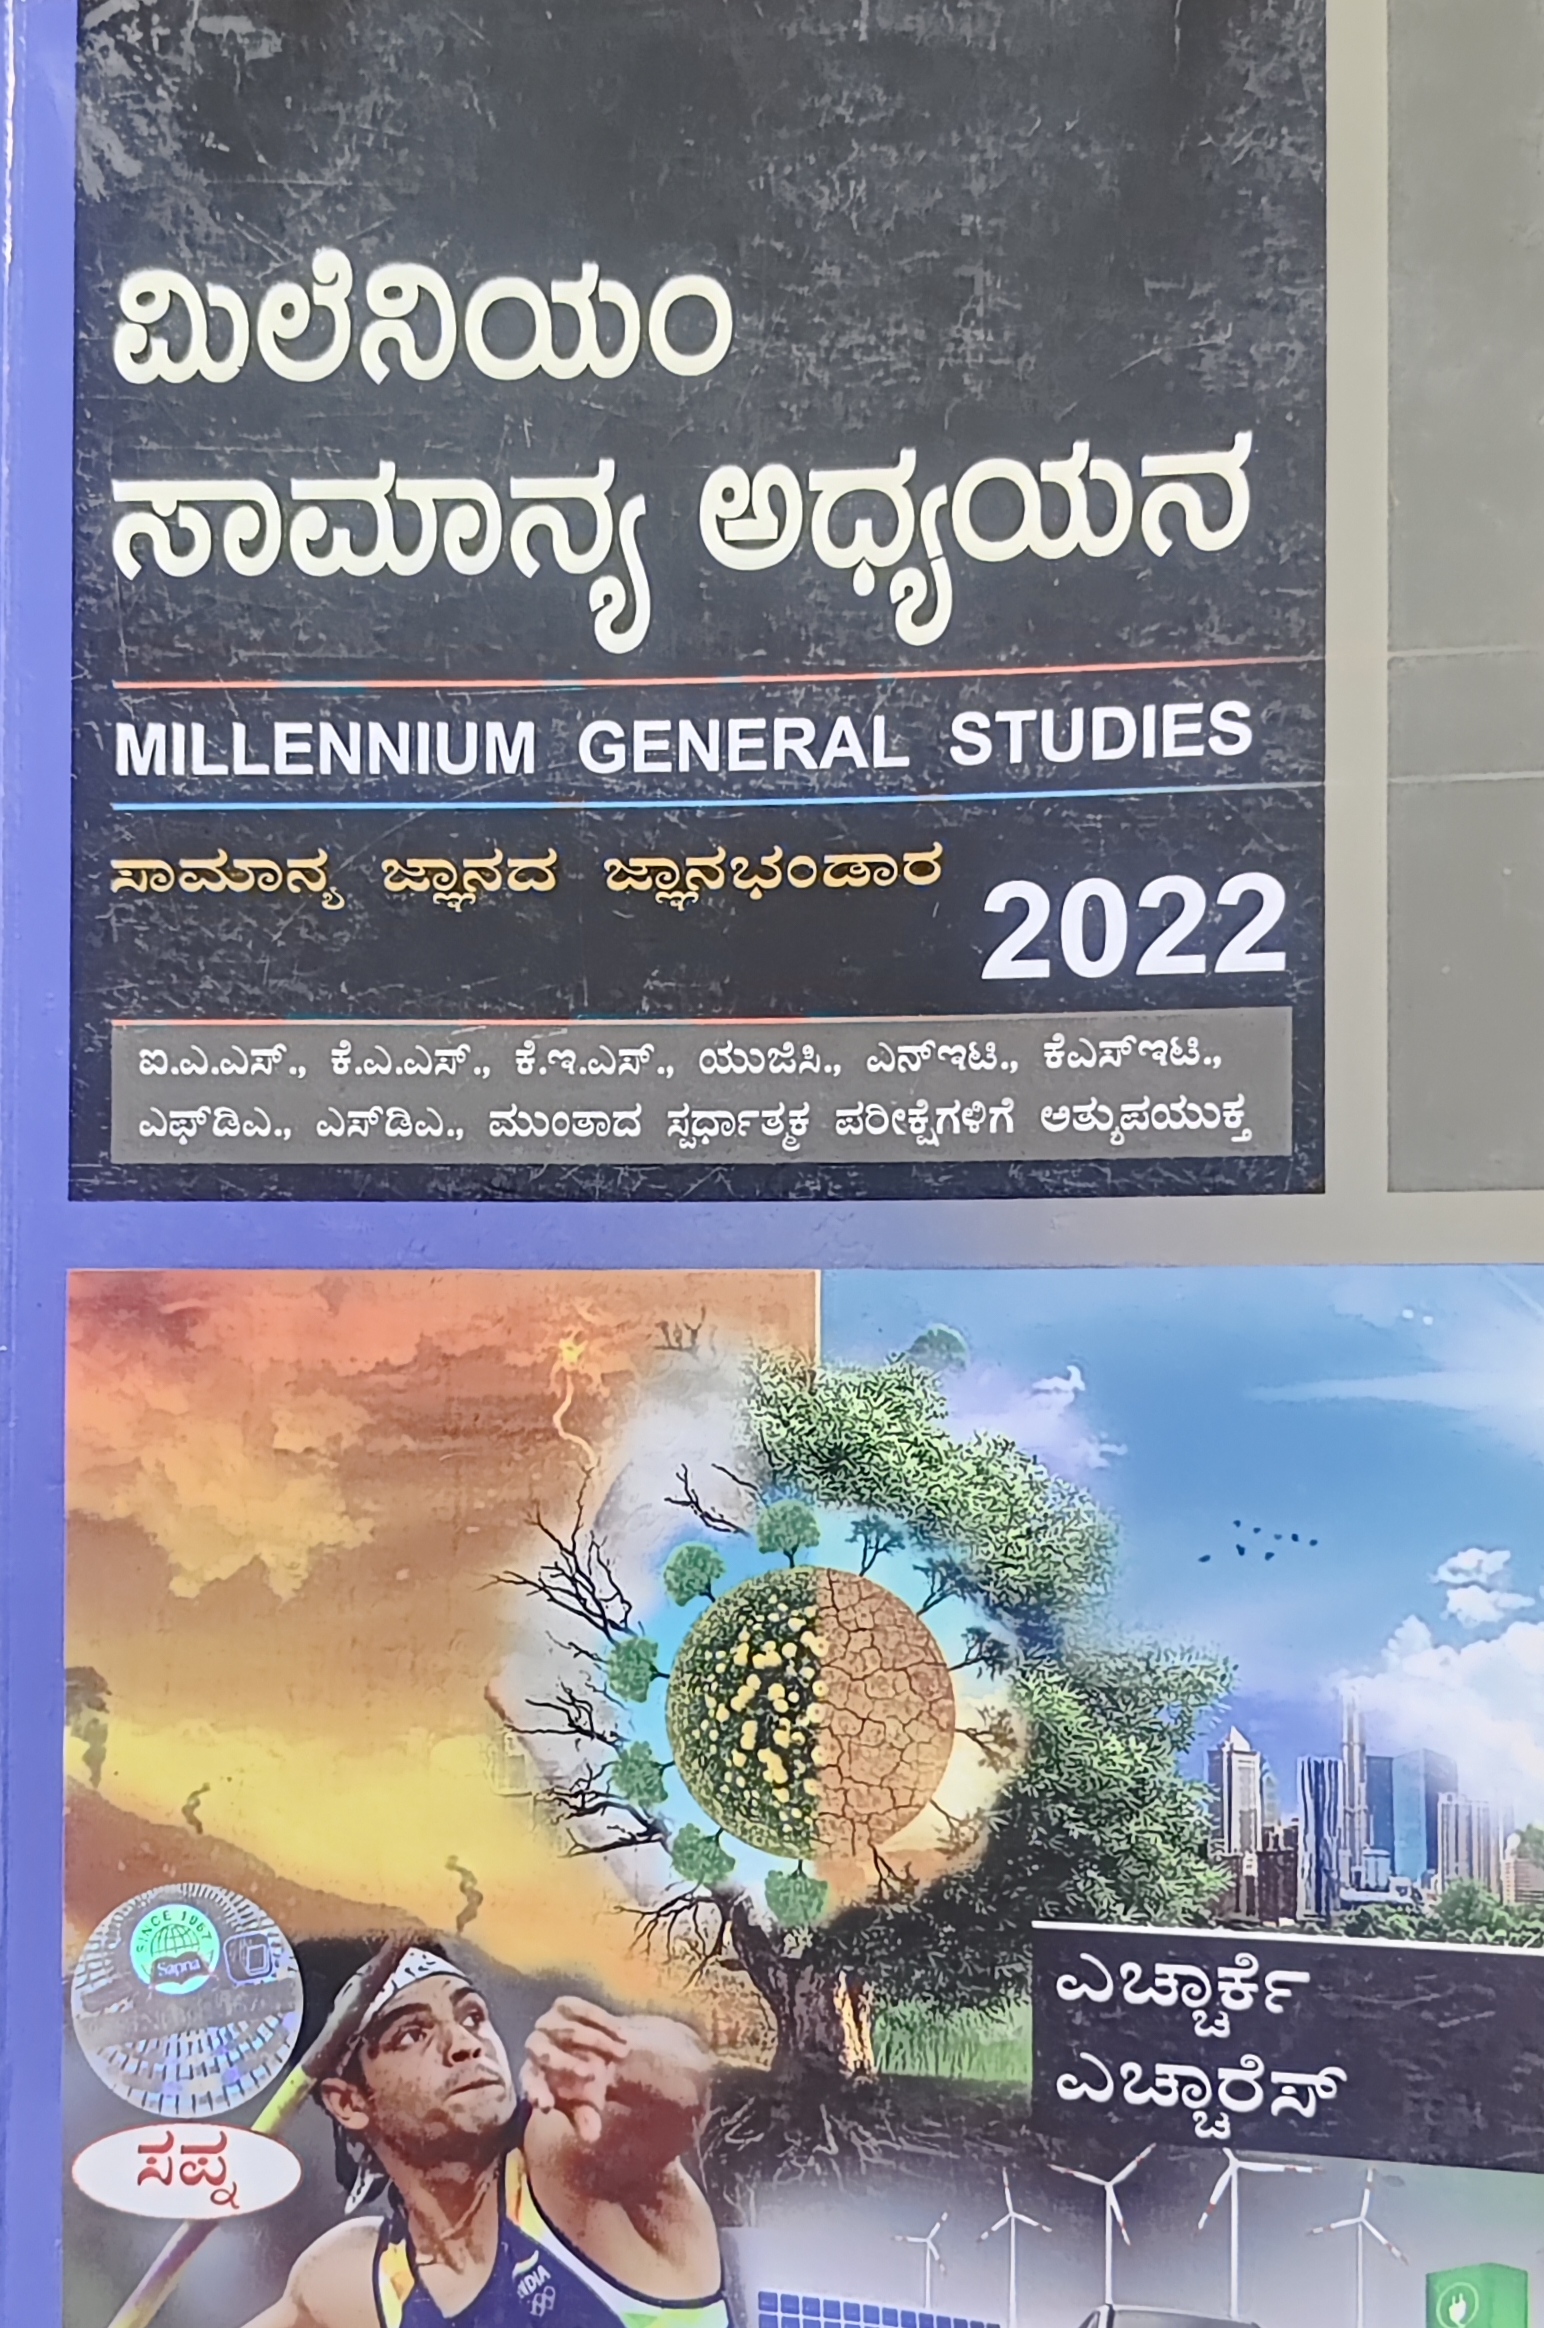 ಮಿಲೆನಿಯಂ
ಸಾಮಾನ್ಯ ಅಧ್ಯಯನ
MILLENNIUM GENERAL STUDIES
ಸಾಮಾನ್ಯ ಜ್ಞಾನದ ಜ್ಞಾನಭಂಡಾರ
2022
ಐ.ಎ.ಎಸ್., ಕೆ.ಎ.ಎಸ್., ಕೆ.ಇ.ಎಸ್., ಯುಜಿಸಿ., ಎನ್‌ಇಟಿ., ಕೆಎಸ್‌ಇಟಿ.,
ಎಫ್‌ಡಿಎ., ಎಸ್‌ಡಿಎ., ಮುಂತಾದ ಸ್ಪರ್ಧಾತ್ಮಕ ಪರೀಕ್ಷೆಗಳಿಗೆ ಅತ್ಯುಪಯುಕ್ತ
SINCE 1967
Sapna
ಎಚ್ಚಾರ್ಕೆ
ಎಚ್ಚಾರೆಸ್
ಸಪ್ನ
INDIA